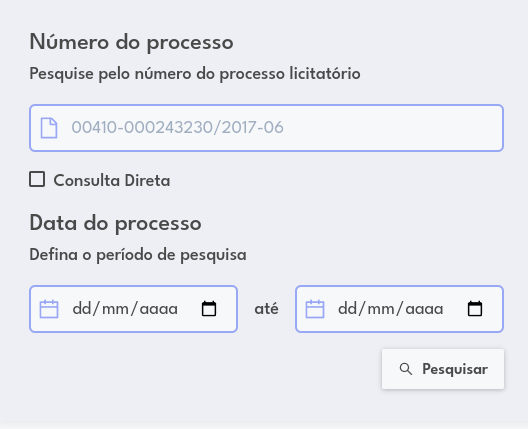 Número do processo
Pesquise pelo número do processo licitatório
00410-000243230/2017-06
Consulta Direta
Data do processo
Defina o período de pesquisa
dd/mm/aaaa até dd/mm/aaaa
Pesquisar